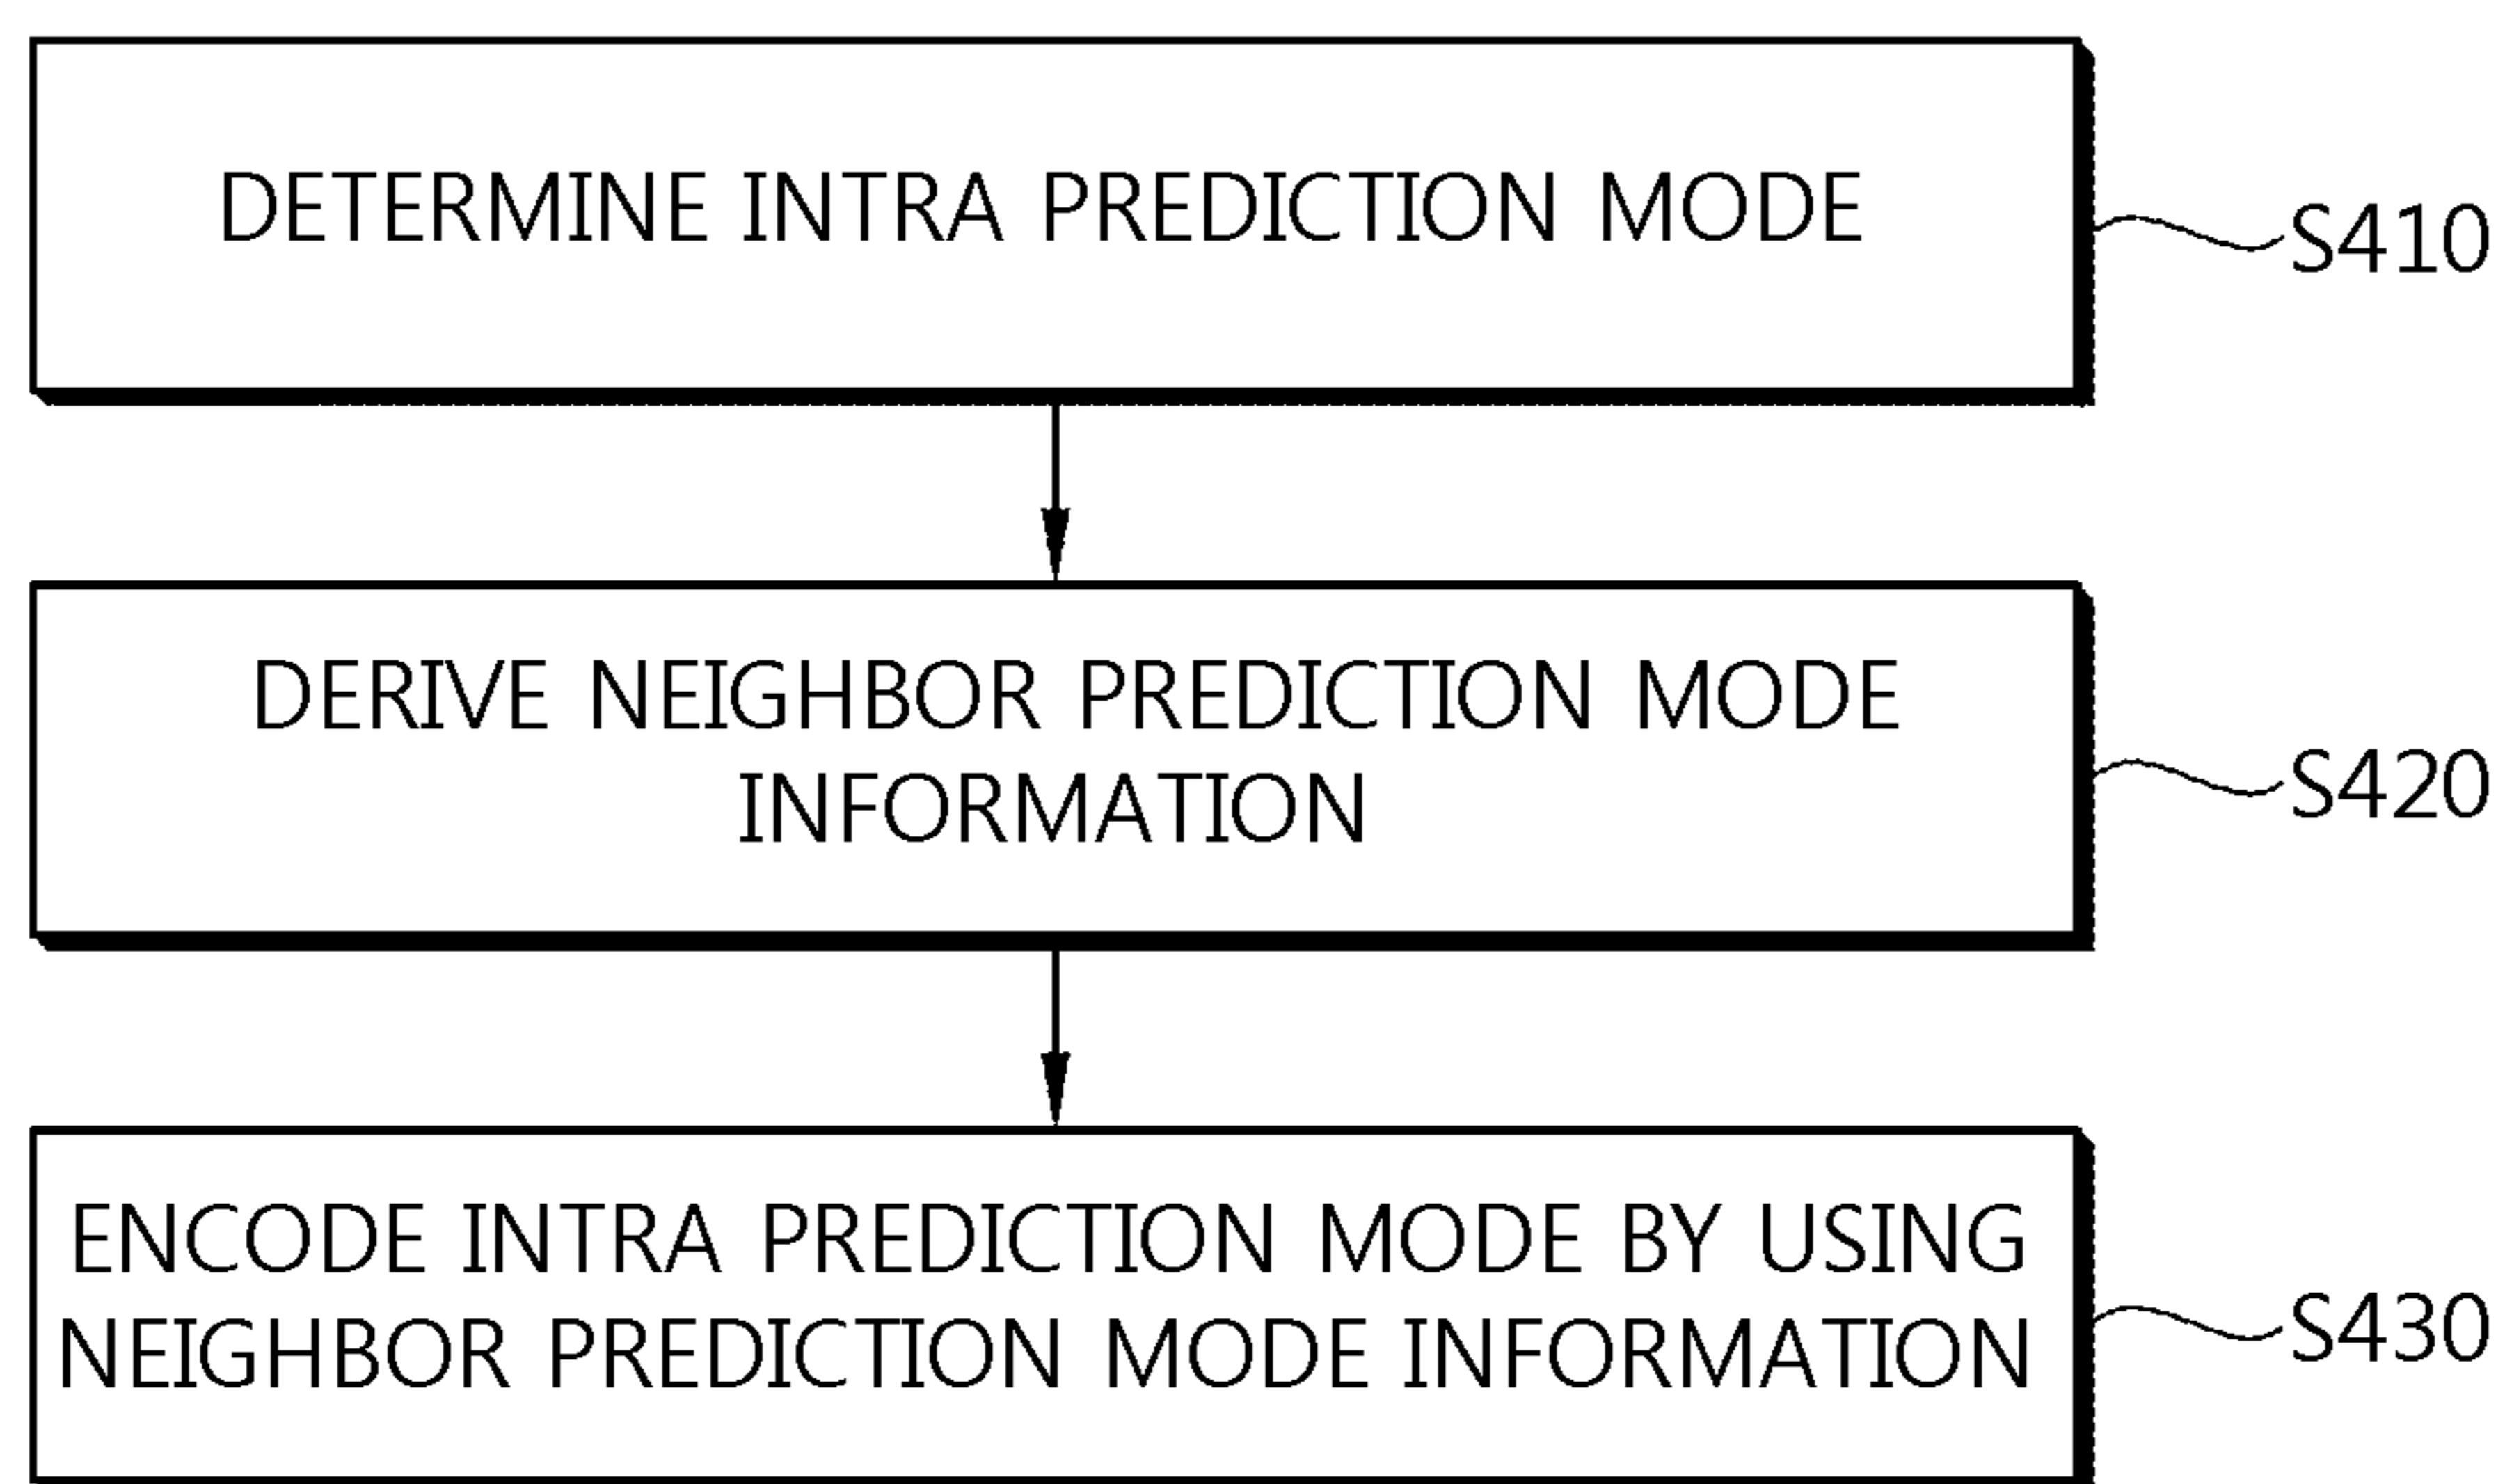 DETERMINE INTRA PREDICTION MODE
S410
DERIVE NEIGHBOR PREDICTION MODE
INFORMATION
S420
ENCODE INTRA PREDICTION MODE BY USING
NEIGHBOR PREDICTION MODE INFORMATION
S430